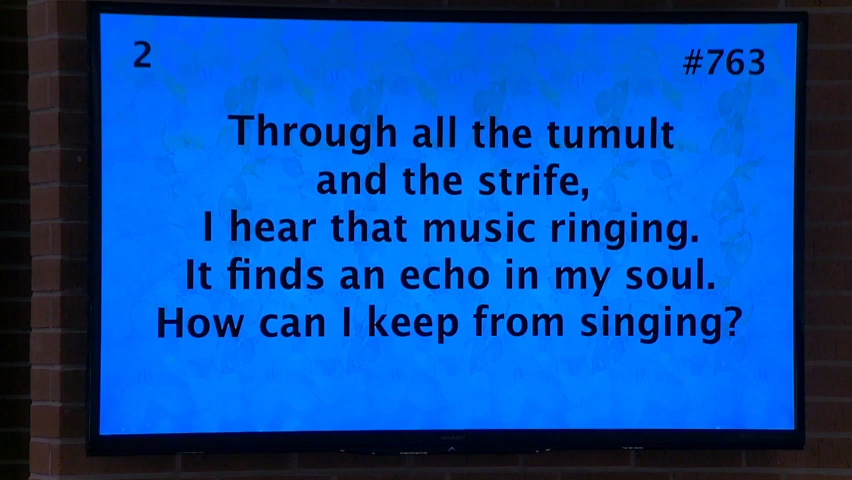 2
#763
Through all the tumult
and the strife,
I hear that music ringing.
It finds an echo in my soul.
How can I keep from singing?
SHARP